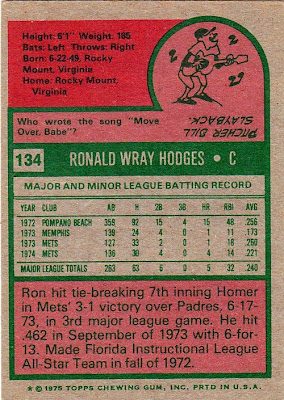 Height: 6'1" Weight: 185
Bats: Left Throws: Right
Born: 6-22-49, Rocky
Mount, Virginia
Home: Rocky Mount,
Virginia
Who wrote the song "Move
Over, Babe"?
PITCHER BILL
SLAYBACK.
134 RONALD WRAY HODGES • C
MAJOR AND MINOR LEAGUE BATTING RECORD
YEAR CLUB AB H 2B 3B HR RBI AVG.
1972 POMPANO BEACH 359 92 15 4 15 48 .256
1973 MEMPHIS 139 24 4 0 3 11 .173
1973 METS 127 33 2 0 1 18 .260
1974 METS 136 30 4 0 4 14 .221
MAJOR LEAGUE TOTALS 263 63 6 0 5 32 .240
Ron hit tie-breaking 7th inning Homer
in Mets' 3-1 victory over Padres, 6-17-
73, in 3rd major league game. He hit
.462 in September of 1973 with 6-for-
13. Made Florida Instructional League
All-Star Team in fall of 1972.
* © 1975 TOPPS CHEWING GUM, INC. PRTD IN U.S.A.